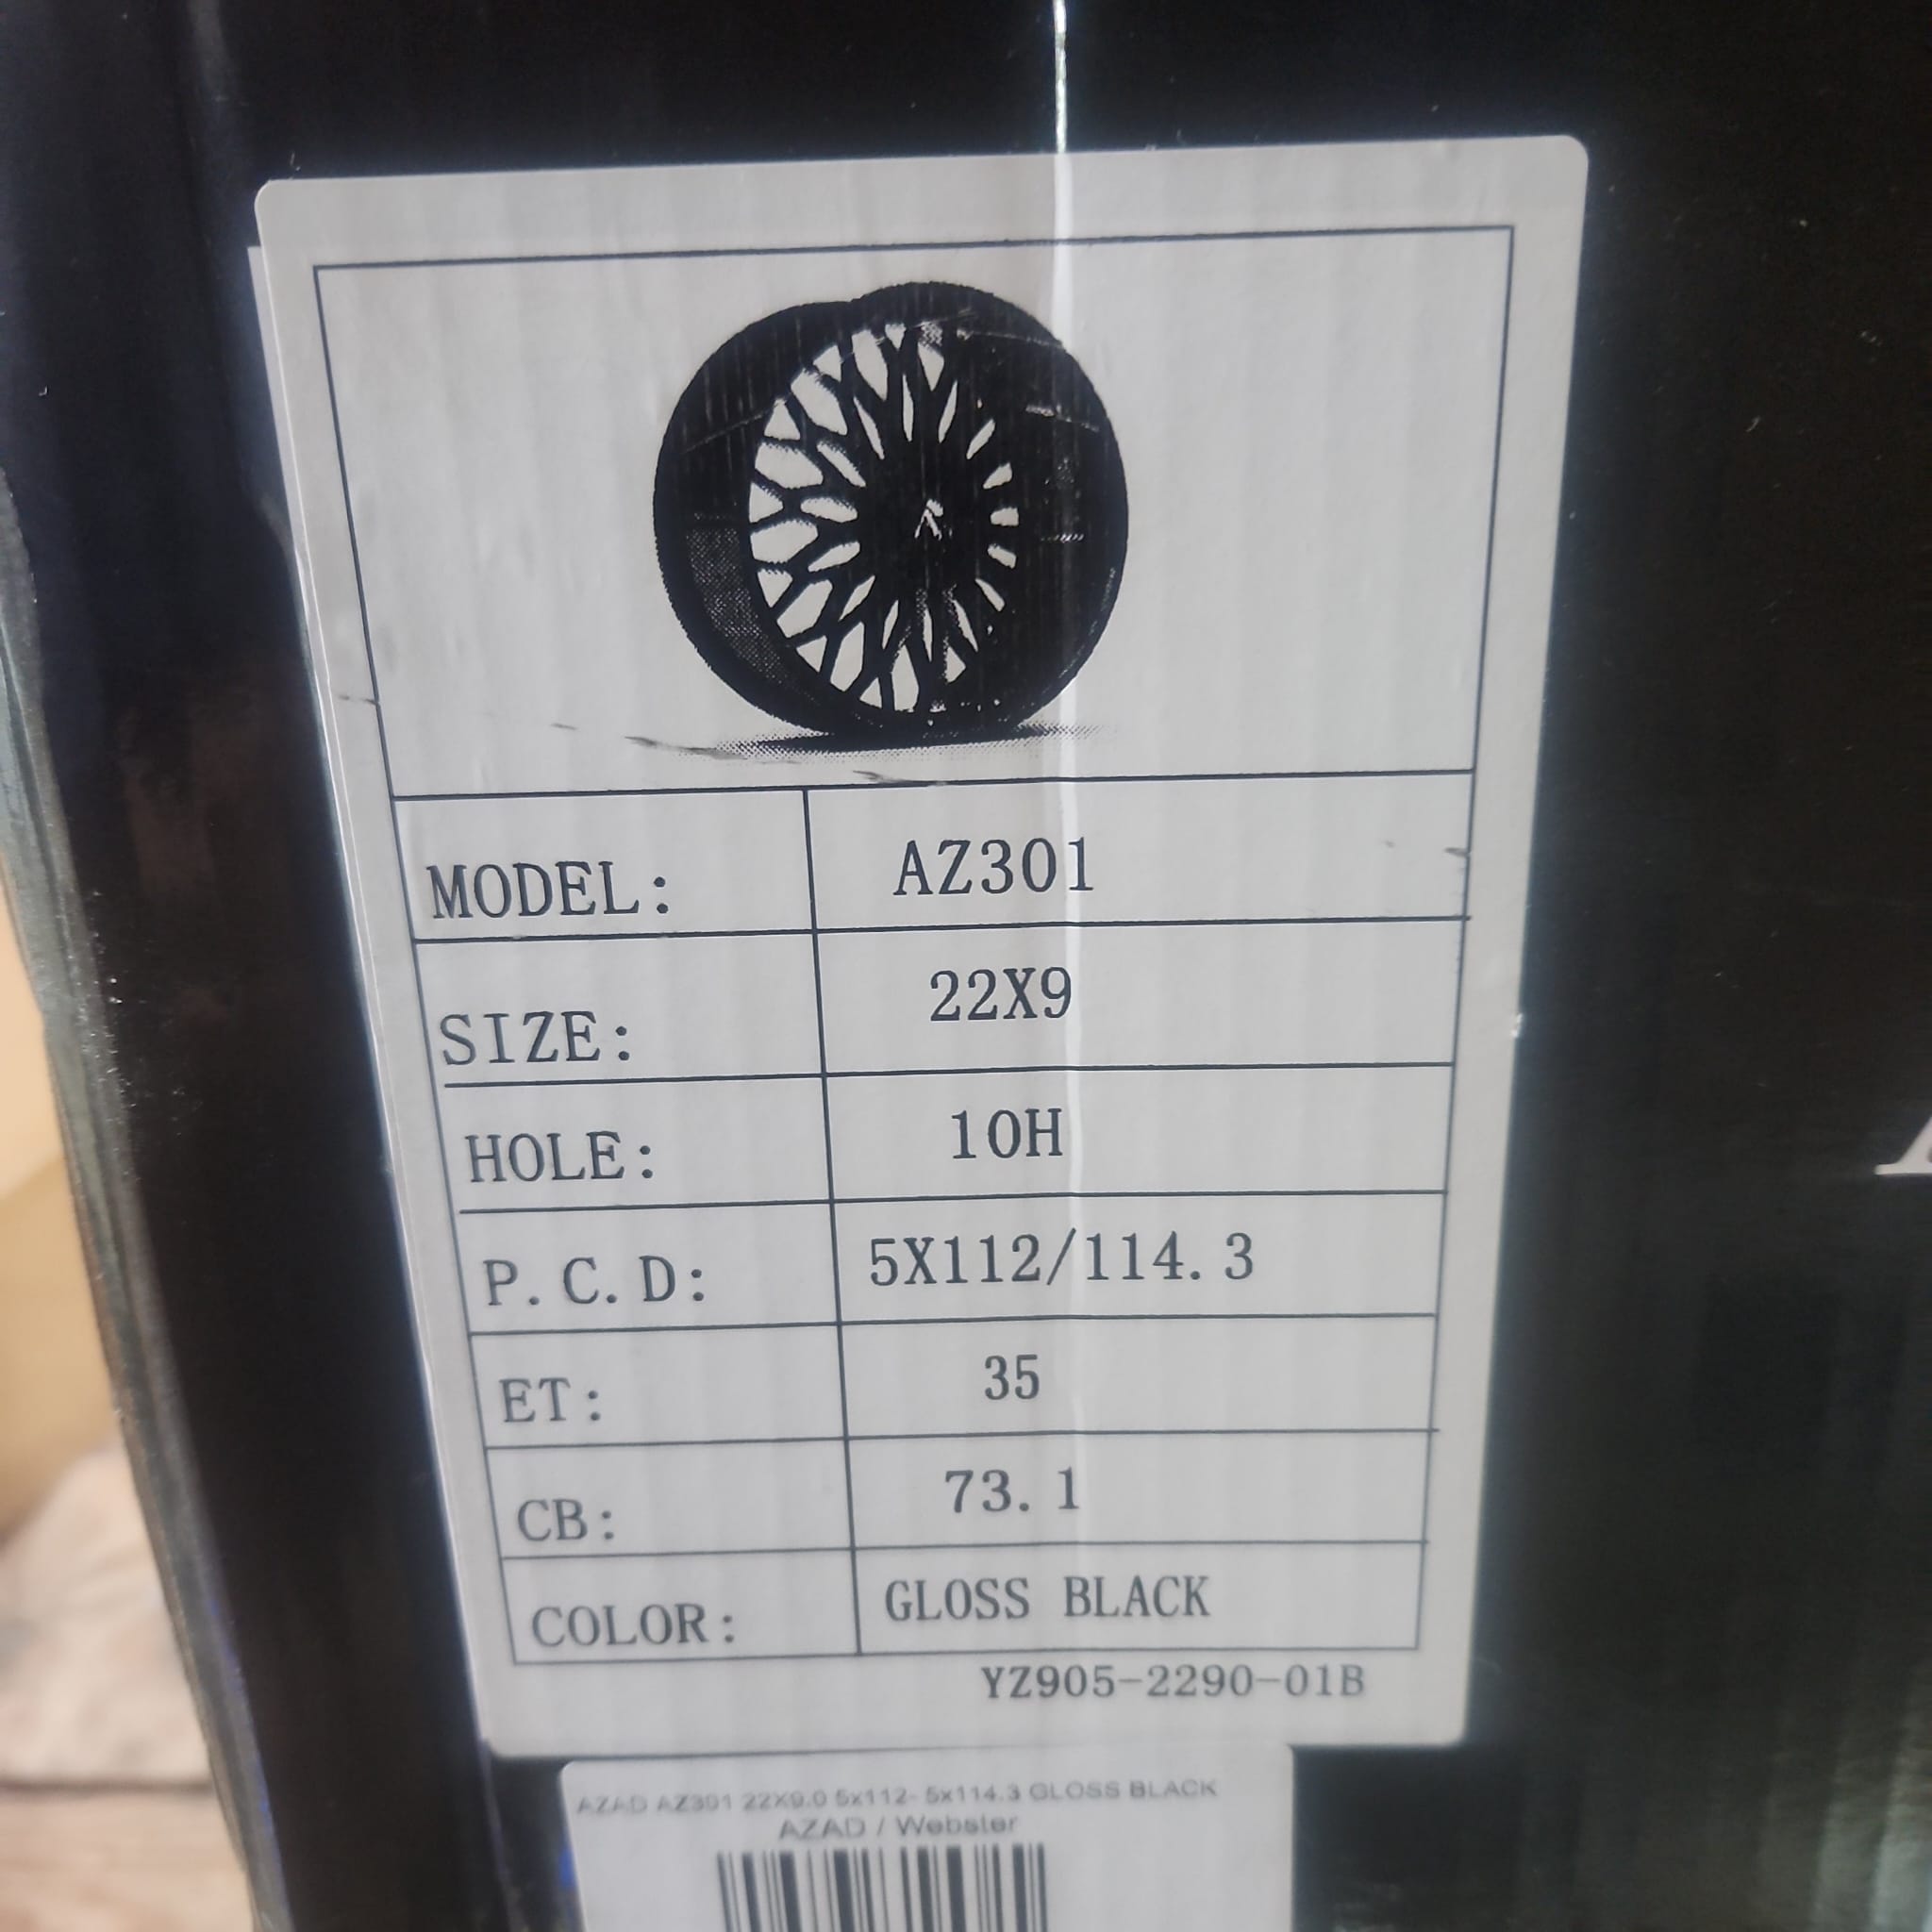 MODEL: AZ301
SIZE: 22X9
HOLE: 10H
P.C.D: 5X112/114.3
ET: 35
CB: 73.1
COLOR: GLOSS BLACK
YZ905-2290-01B
AZAD AZ301 22X9.0 5x112- 5x114.3 GLOSS BLACK
AZAD / Webster